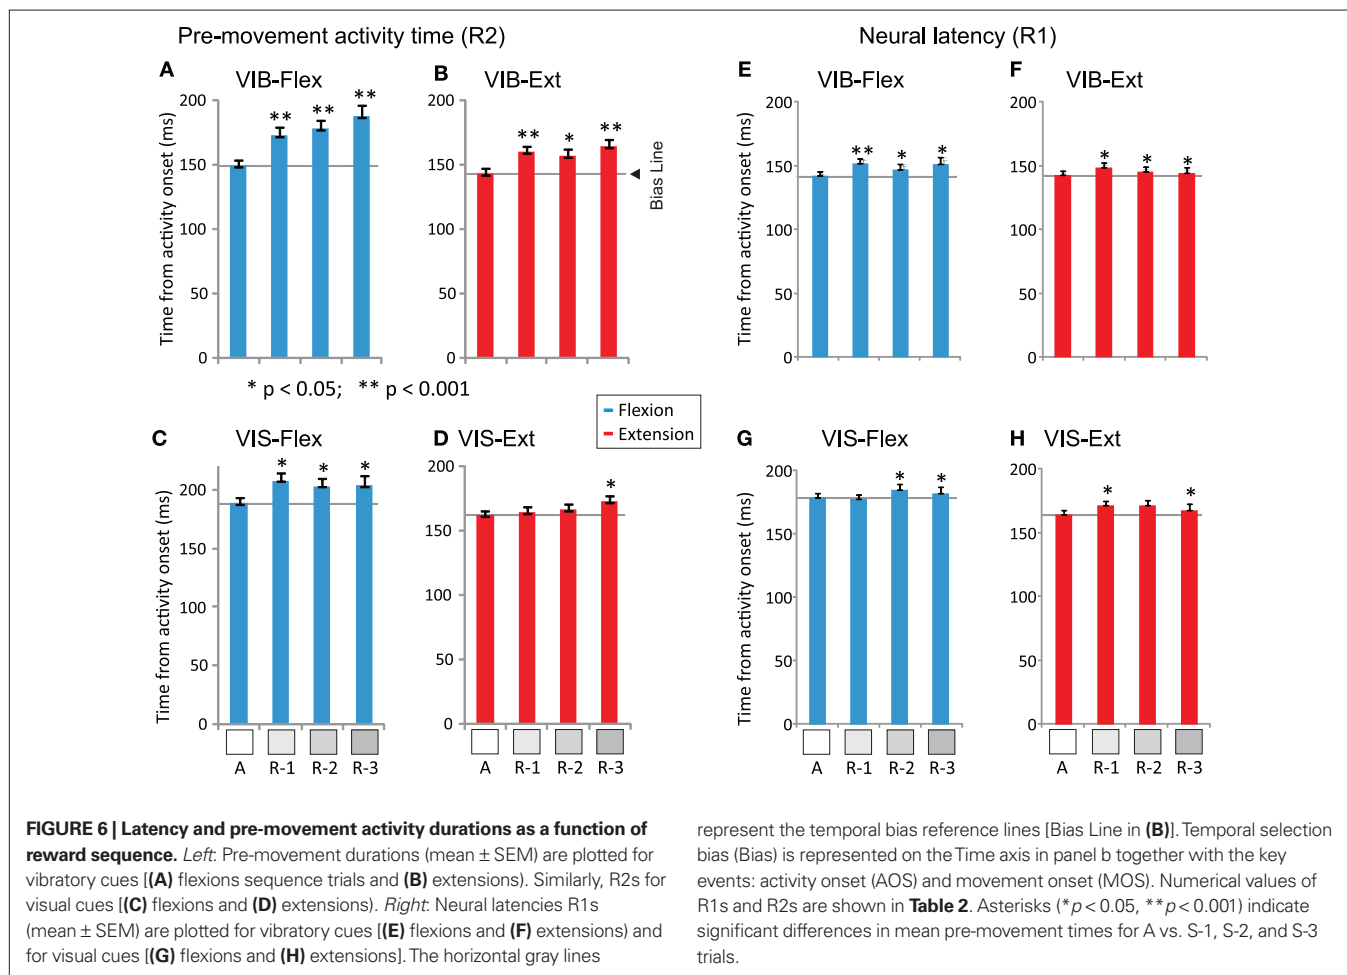 Pre-movement activity time (R2)
Neural latency (R1)
A
VIB-Flex
**
**
**
200
150
100
50
0
Time from activity onset (ms)
B
VIB-Ext
**
*
**
200
150
100
50
0
Bias Line
E
VIB-Flex
**
*
*
200
150
100
50
0
Time from activity onset (ms)
F
VIB-Ext
*
*
*
200
150
100
50
0
* p < 0.05; ** p < 0.001
Flexion
Extension
C
VIS-Flex
*
*
*
200
150
100
50
0
Time from activity onset (ms)
A R-1 R-2 R-3
D VIS-Ext
*
200
150
100
50
0
A R-1 R-2 R-3
G
VIS-Flex
*
*
200
150
100
50
0
Time from activity onset (ms)
A R-1 R-2 R-3
H VIS-Ext
*
*
200
150
100
50
0
A R-1 R-2 R-3
FIGURE 6 | Latency and pre-movement activity durations as a function of
reward sequence. Left: Pre-movement durations (mean ± SEM) are plotted for
vibratory cues [(A) flexions sequence trials and (B) extensions). Similarly, R2s for
visual cues [(C) flexions and (D) extensions). Right: Neural latencies R1s
(mean ± SEM) are plotted for vibratory cues [(E) flexions and (F) extensions) and
for visual cues [(G) flexions and (H) extensions]. The horizontal gray lines
represent the temporal bias reference lines [Bias Line in (B)]. Temporal selection
bias (Bias) is represented on the Time axis in panel b together with the key
events: activity onset (AOS) and movement onset (MOS). Numerical values of
R1s and R2s are shown in Table 2. Asterisks (*p < 0.05, **p < 0.001) indicate
significant differences in mean pre-movement times for A vs. S-1, S-2, and S-3
trials.